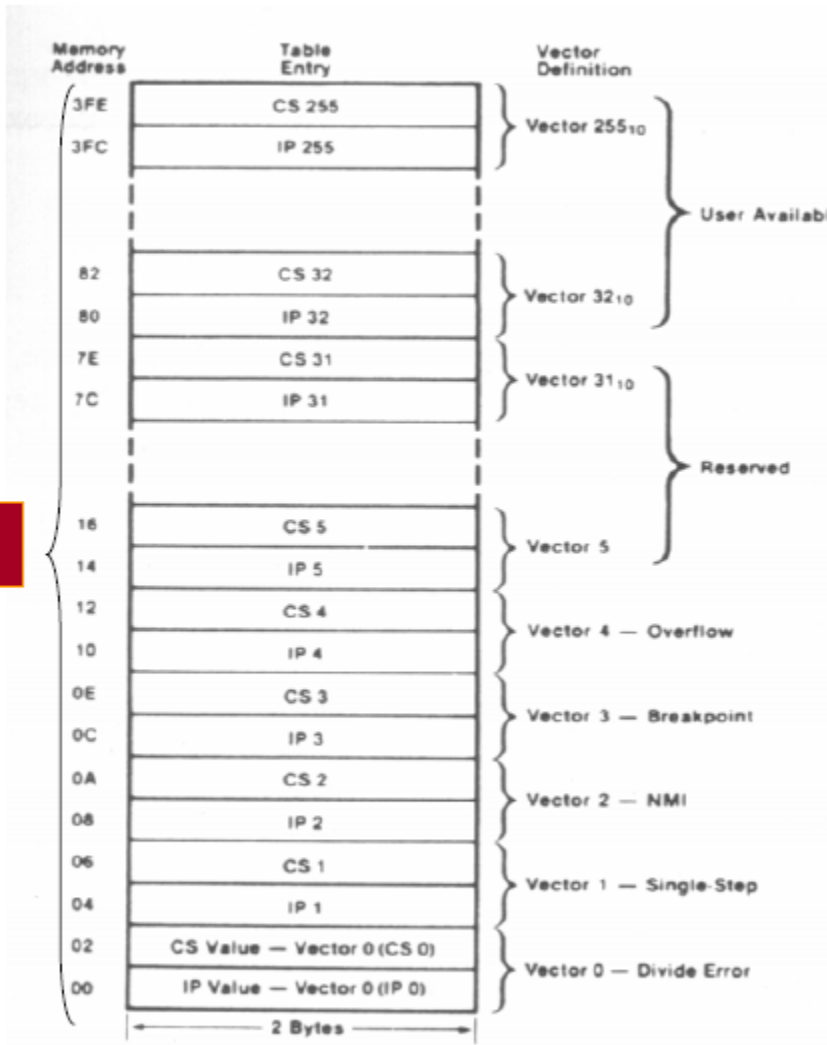 Memory Address Table Entry Vector Definition
3FE CS 255
Vector 255₁₀
3FC IP 255
User Availabl
82 CS 32
Vector 32₁₀
80 IP 32
7E CS 31
Vector 31₁₀
7C IP 31
Reserved
16 CS 5
Vector 5
14 IP 5
12 CS 4
Vector 4 — Overflow
10 IP 4
0E CS 3
Vector 3 — Breakpoint
0C IP 3
0A CS 2
Vector 2 — NMI
08 IP 2
06 CS 1
Vector 1 — Single-Step
04 IP 1
02 CS Value — Vector 0 (CS 0)
Vector 0 — Divide Error
00 IP Value — Vector 0 (IP 0)
2 Bytes